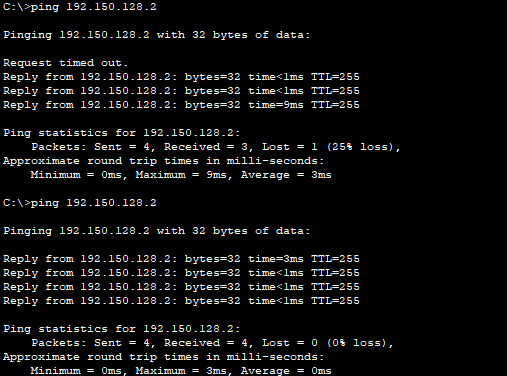 C:\>ping 192.150.128.2
Pinging 192.150.128.2 with 32 bytes of data:
Request timed out.
Reply from 192.150.128.2: bytes=32 time<1ms TTL=255
Reply from 192.150.128.2: bytes=32 time<1ms TTL=255
Reply from 192.150.128.2: bytes=32 time=9ms TTL=255
Ping statistics for 192.150.128.2:
    Packets: Sent = 4, Received = 3, Lost = 1 (25% loss),
Approximate round trip times in milli-seconds:
    Minimum = 0ms, Maximum = 9ms, Average = 3ms
C:\>ping 192.150.128.2
Pinging 192.150.128.2 with 32 bytes of data:
Reply from 192.150.128.2: bytes=32 time=3ms TTL=255
Reply from 192.150.128.2: bytes=32 time<1ms TTL=255
Reply from 192.150.128.2: bytes=32 time<1ms TTL=255
Reply from 192.150.128.2: bytes=32 time<1ms TTL=255
Ping statistics for 192.150.128.2:
    Packets: Sent = 4, Received = 4, Lost = 0 (0% loss),
Approximate round trip times in milli-seconds:
    Minimum = 0ms, Maximum = 3ms, Average = 0ms